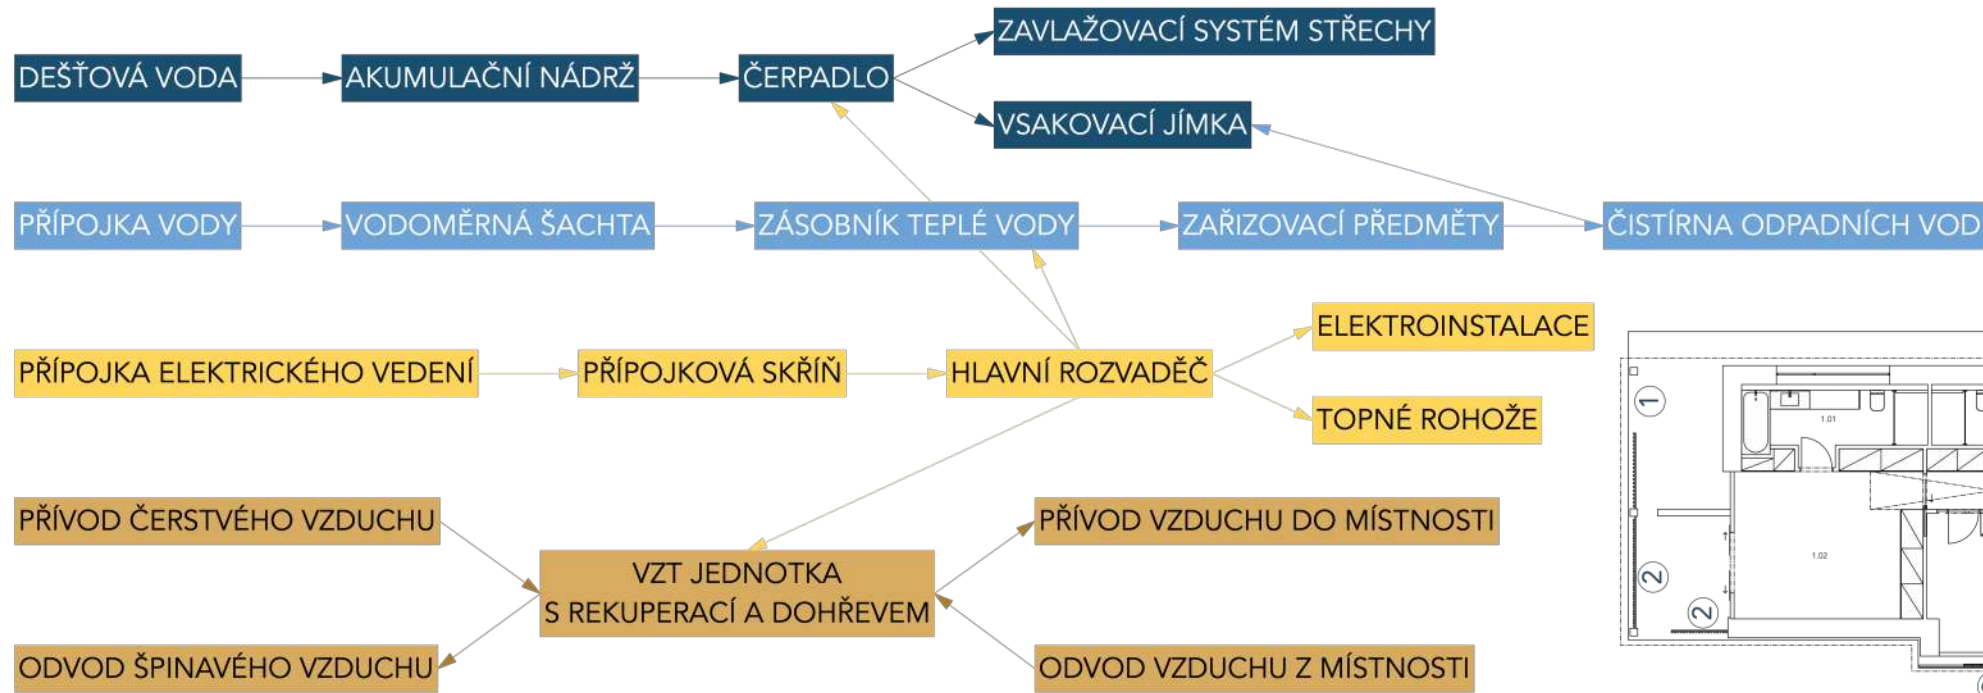 ZAVLAŽOVACÍ SYSTÉM STŘECHY
DEŠŤOVÁ VODA
AKUMULAČNÍ NÁDRŽ
ČERPADLO
VSAKOVACÍ JÍMKA
PŘÍPOJKA VODY
VODOMĚRNÁ ŠACHTA
ZÁSOBNÍK TEPLÉ VODY
ZAŘIZOVACÍ PŘEDMĚTY
ČISTÍRNA ODPADNÍCH VOD
ELEKTROINSTALACE
PŘÍPOJKA ELEKTRICKÉHO VEDENÍ
PŘÍPOJKOVÁ SKŘÍŇ
HLAVNÍ ROZVADĚČ
TOPNÉ ROHOŽE
PŘÍVOD ČERSTVÉHO VZDUCHU
PŘÍVOD VZDUCHU DO MÍSTNOSTI
VZT JEDNOTKA
S REKUPERACÍ A DOHŘEVEM
ODVOD ŠPINAVÉHO VZDUCHU
ODVOD VZDUCHU Z MÍSTNOSTI
1
1.01
1.02
2
2